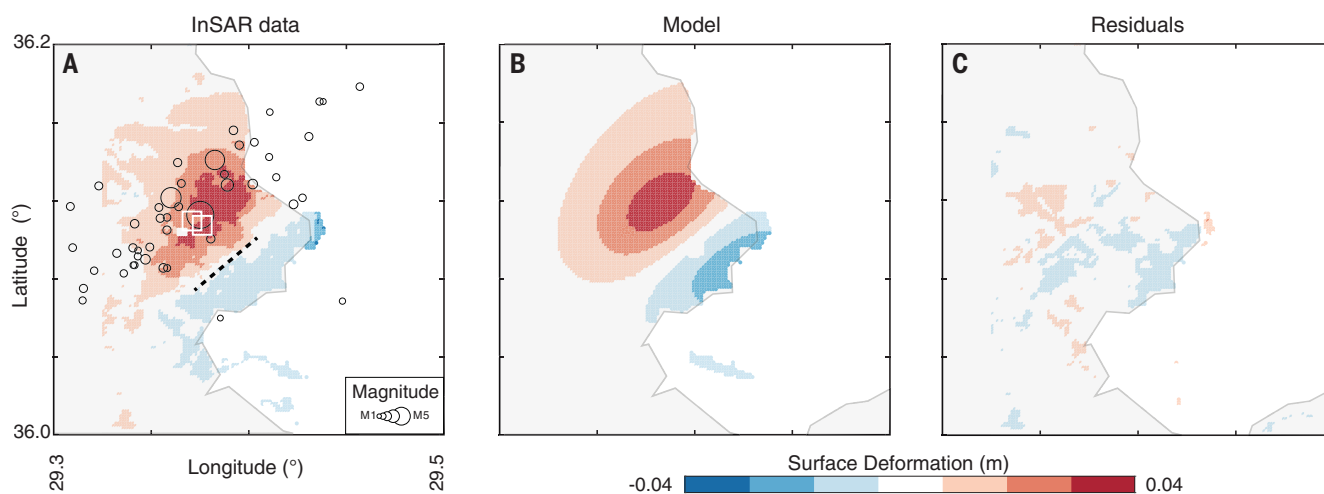 InSAR data
Model
Residuals
36.2
A
B
C
Latitude (°)
Magnitude
M1 M5
36.0
29.3
Longitude (°)
29.5
Surface Deformation (m)
-0.04
0.04